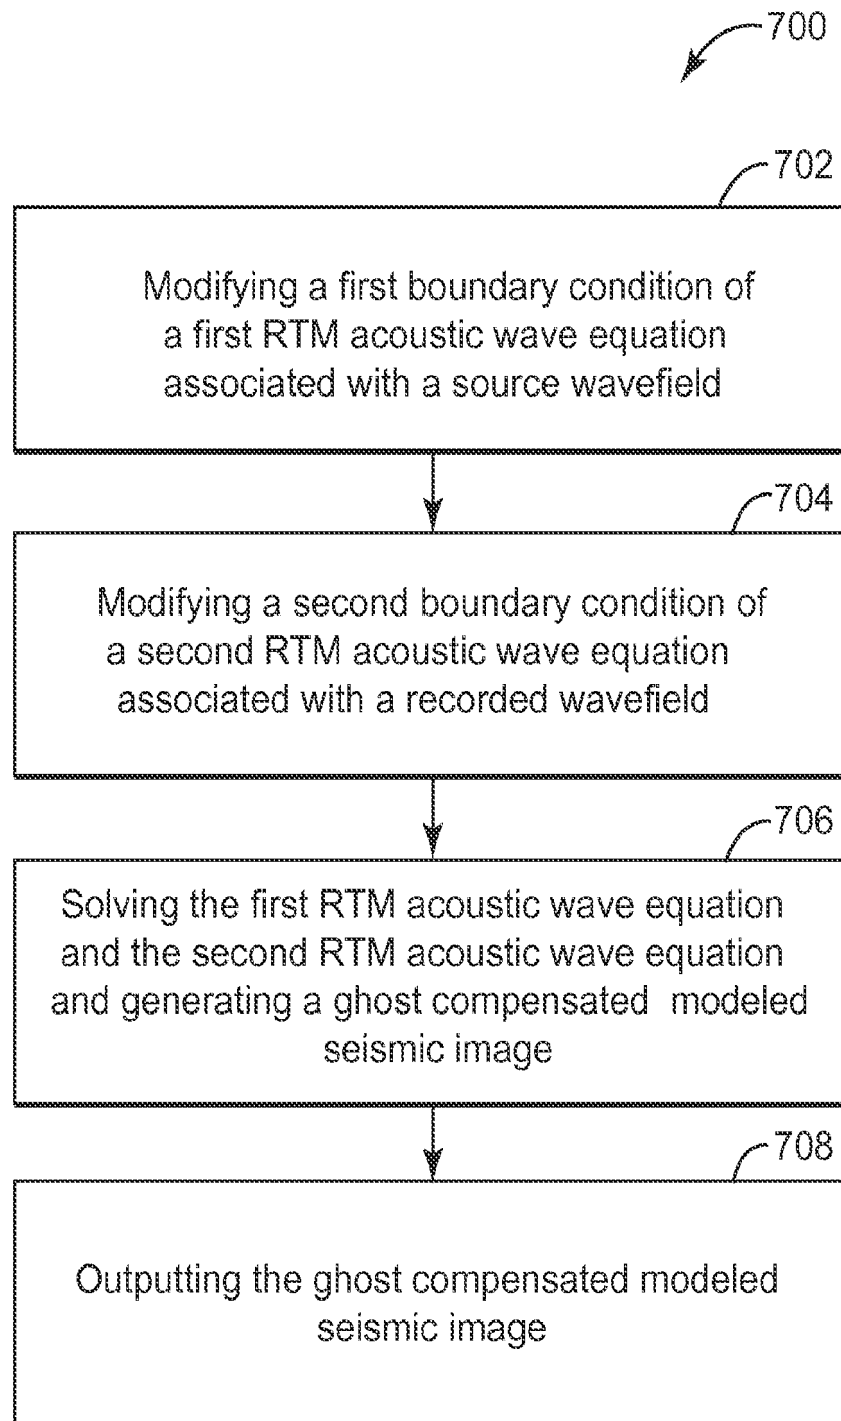 700
702
Modifying a first boundary condition of
a first RTM acoustic wave equation
associated with a source wavefield
704
Modifying a second boundary condition of
a second RTM acoustic wave equation
associated with a recorded wavefield
706
Solving the first RTM acoustic wave equation
and the second RTM acoustic wave equation
and generating a ghost compensated modeled
seismic image
708
Outputting the ghost compensated modeled
seismic image